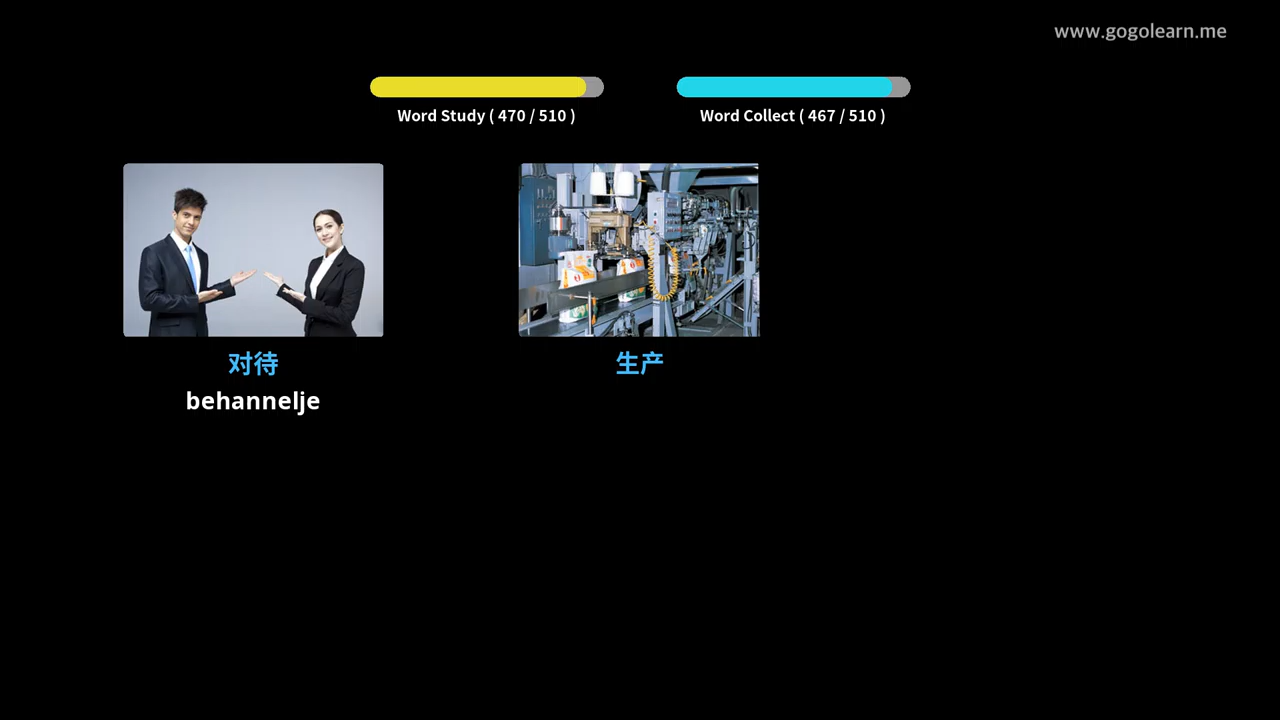 www.gogolearn.me
Word Study ( 470 / 510 )
Word Collect ( 467 / 510 )
对待
生产
behannelje